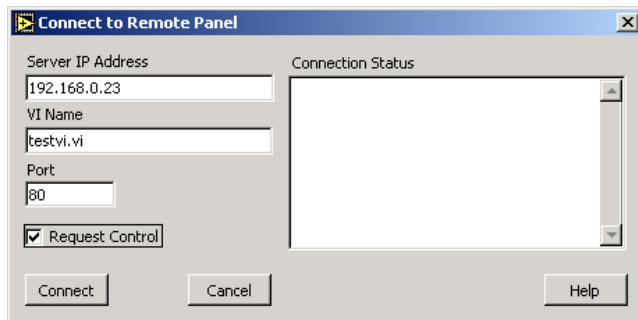 Connect to Remote Panel
Server IP Address
192.168.0.23
VI Name
testvi.vi
Port
80
Request Control
Connection Status
Connect
Cancel
Help